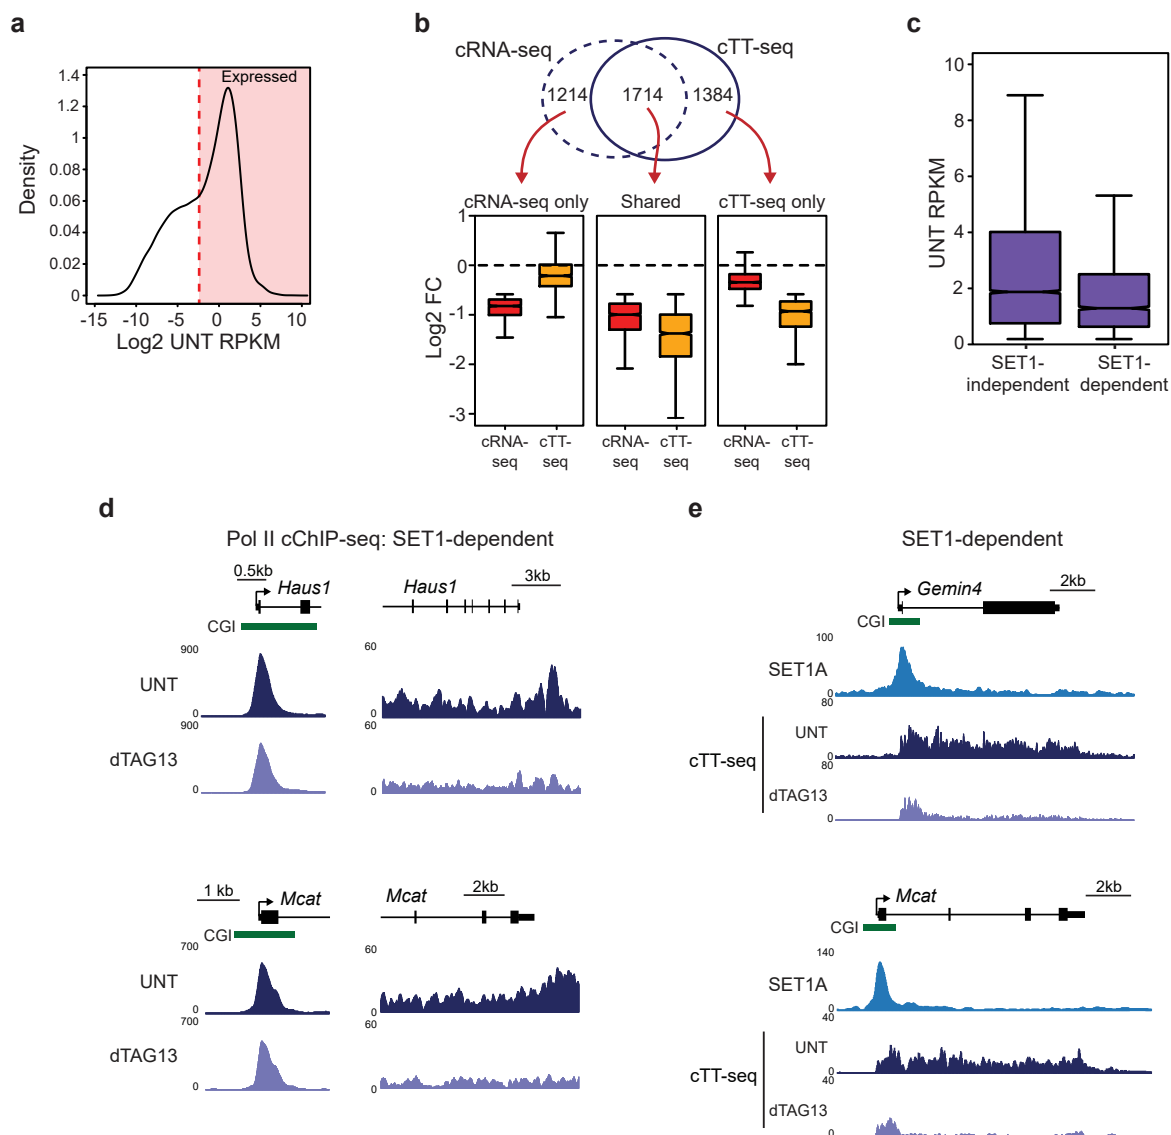 a
Expressed
1.4
1.2
1
0.08
0.06
0.04
0.02
0
Density
-15
-10
-5
0
5
10
Log2 UNT RPKM
b
cRNA-seq
cTT-seq
1214
1714
1384
cRNA-seq only
Shared
cTT-seq only
1
0
-1
-2
-3
Log2 FC
cRNA-
seq
cTT-
seq
cRNA-
seq
cTT-
seq
cRNA-
seq
cTT-
seq
c
10
8
6
4
2
0
UNT RPKM
SET1-
independent
SET1-
dependent
d
Pol II cChIP-seq: SET1-dependent
0.5kb
Haus1
CGI
Haus1
3kb
900
UNT
0
60
0
900
dTAG13
0
60
0
1 kb
Mcat
CGI
Mcat
2kb
700
UNT
0
60
0
700
dTAG13
0
60
0
e
SET1-dependent
Gemin4
2kb
CGI
100
SET1A
0
80
UNT
0
cTT-seq
80
dTAG13
0
Mcat
2kb
CGI
140
SET1A
0
40
UNT
0
cTT-seq
40
dTAG13
0